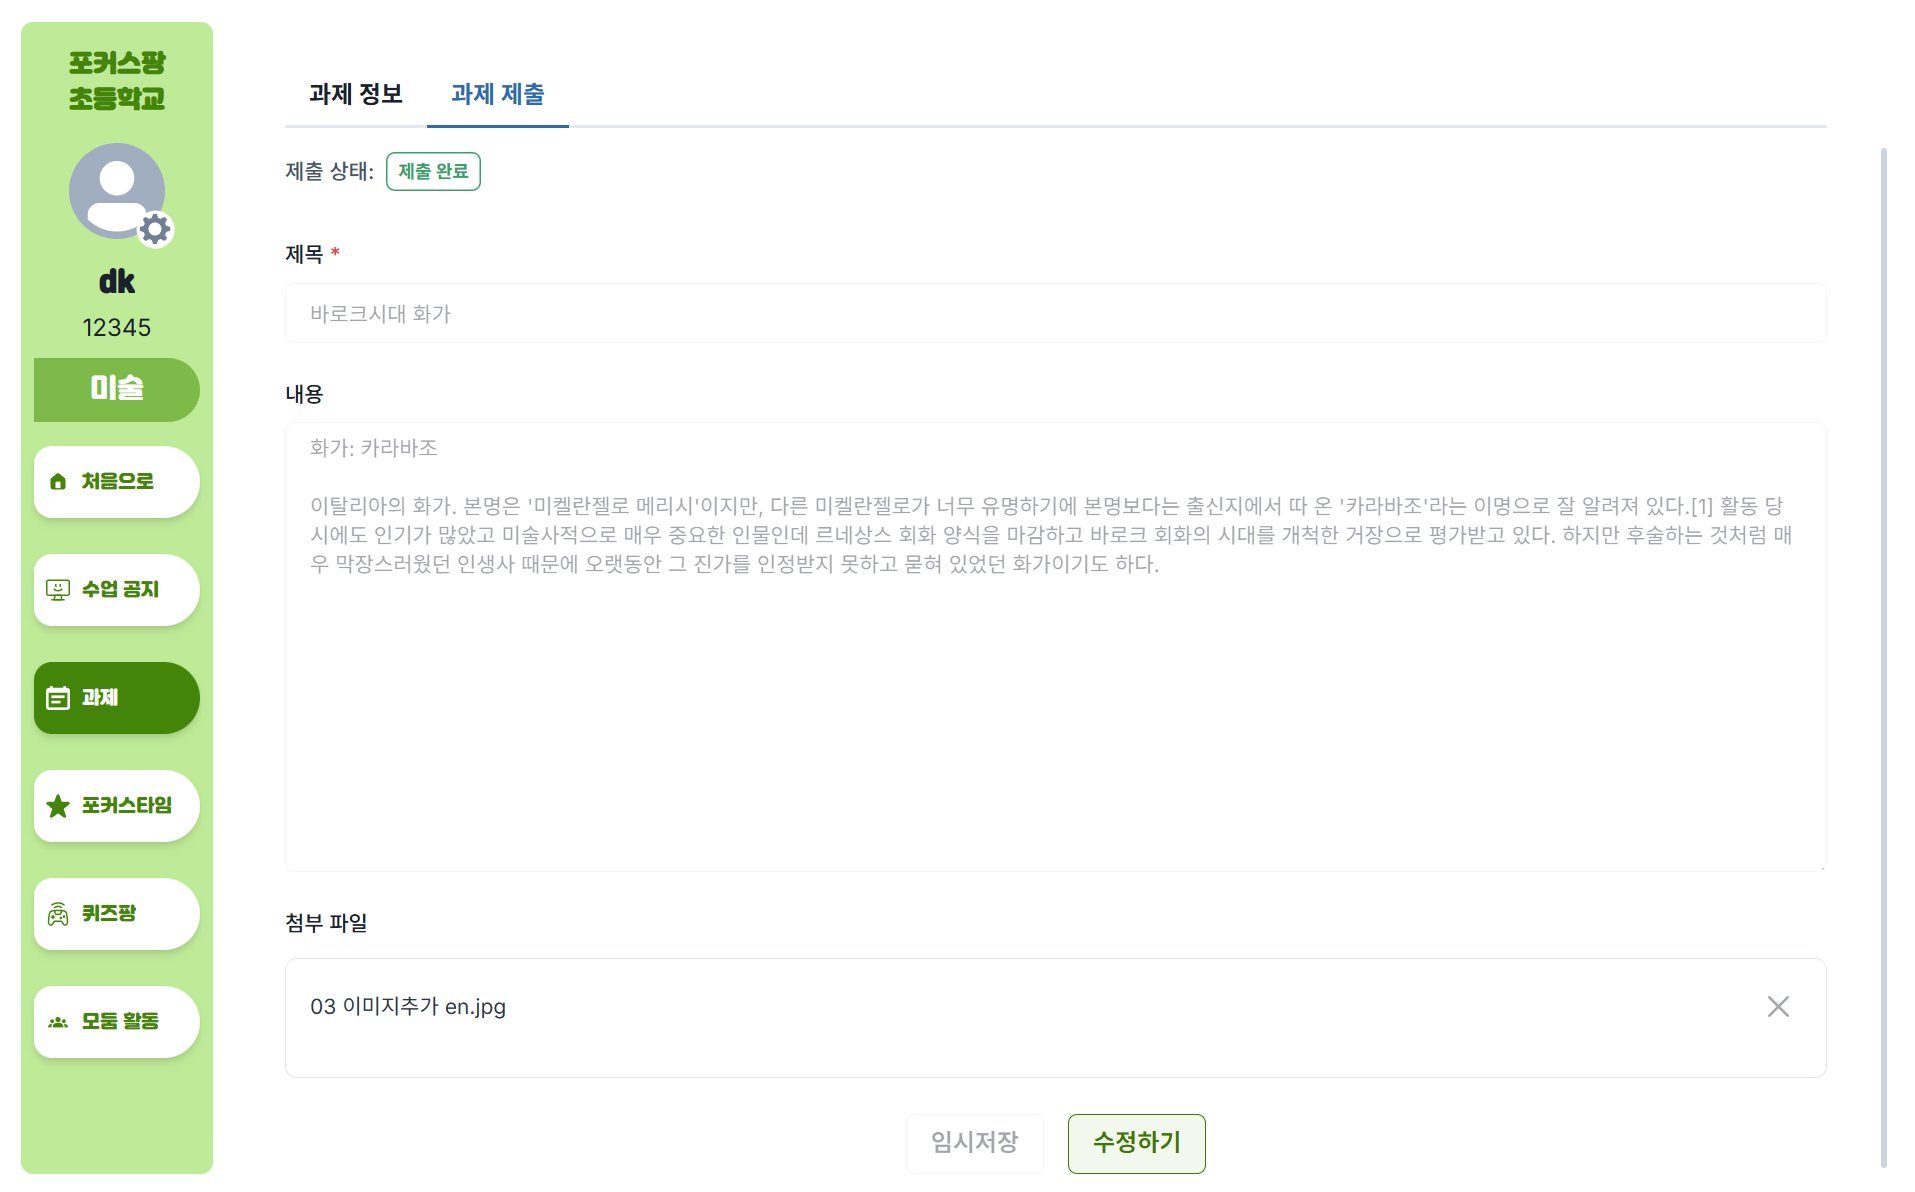 포커스팡
초등학교
dk
12345
미술
처음으로
수업 공지
과제
포커스타임
퀴즈팡
모둠 활동
과제 정보
과제 제출
제출 상태: 제출 완료
제목 *
바로크시대 화가
내용
화가: 카라바조
이탈리아의 화가. 본명은 '미켈란젤로 메리시'이지만, 다른 미켈란젤로가 너무 유명하기에 본명보다는 출신지에서 따 온 '카라바조'라는 이명으로 잘 알려져 있다.[1] 활동 당
시에도 인기가 많았고 미술사적으로 매우 중요한 인물인데 르네상스 회화 양식을 마감하고 바로크 회화의 시대를 개척한 거장으로 평가받고 있다. 하지만 후술하는 것처럼 매
우 막장스러웠던 인생사 때문에 오랫동안 그 진가를 인정받지 못하고 묻혀 있었던 화가이기도 하다.
첨부 파일
03 이미지추가 en.jpg
임시저장
수정하기